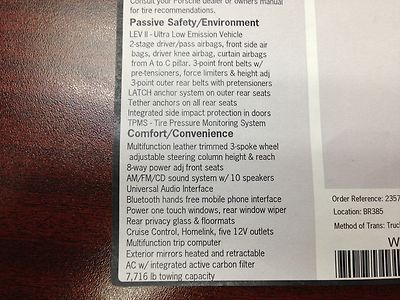 Consult your Porsche dealer or owners manual
for tire recommendations.
Passive Safety/Environment
LEV II - Ultra Low Emission Vehicle
2-stage driver/pass airbags, front side air
bags, driver knee airbag, curtain airbags
from A to C pillar. 3-point front belts w/
pre-tensioners, force limiters & height adj
3-point outer rear belts with pretensioners
LATCH anchor system on outer rear seats
Tether anchors on all rear seats
Integrated side impact protection in doors
TPMS - Tire Pressure Monitoring System
Comfort/Convenience
Multifunction leather trimmed 3-spoke wheel
adjustable steering column height & reach
8-way power adj front seats
AM/FM/CD sound system w/ 10 speakers
Universal Audio Interface
Bluetooth hands free mobile phone interface
Power one touch windows, rear window wiper
Rear privacy glass & floormats
Cruise Control, Homelink, five 12V outlets
Multifunction trip computer
Exterior mirrors heated and retractable
AC w/ integrated active carbon filter
7,716 lb towing capacity
Order Reference: 2357
Location: BR385
Method of Trans: Truc
W